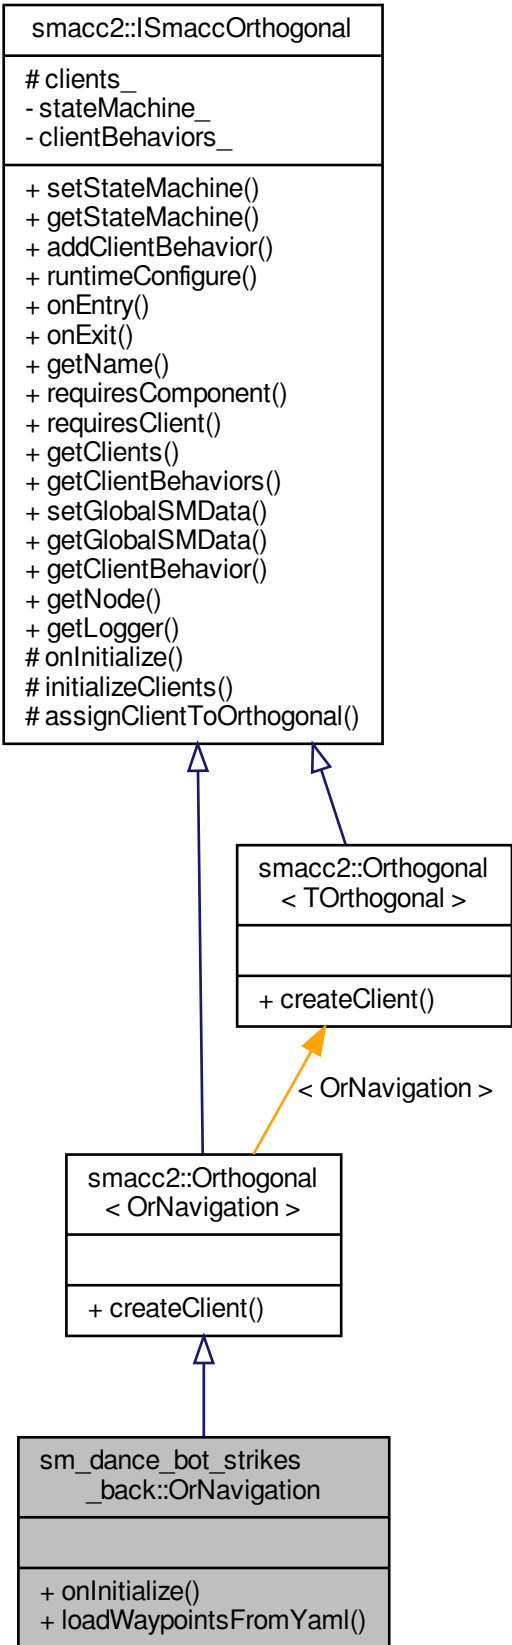 smacc2::ISmaccOrthogonal
# clients_
- stateMachine_
- clientBehaviors_
+ setStateMachine()
+ getStateMachine()
+ addClientBehavior()
+ runtimeConfigure()
+ onEntry()
+ onExit()
+ getName()
+ requiresComponent()
+ requiresClient()
+ getClients()
+ getClientBehaviors()
+ setGlobalSMData()
+ getGlobalSMData()
+ getClientBehavior()
+ getNode()
+ getLogger()
# onInitialize()
# initializeClients()
# assignClientToOrthogonal()
smacc2::Orthogonal
< TOrthogonal >
+ createClient()
< OrNavigation >
smacc2::Orthogonal
< OrNavigation >
+ createClient()
sm_dance_bot_strikes
_back::OrNavigation
+ onInitialize()
+ loadWaypointsFromYaml()